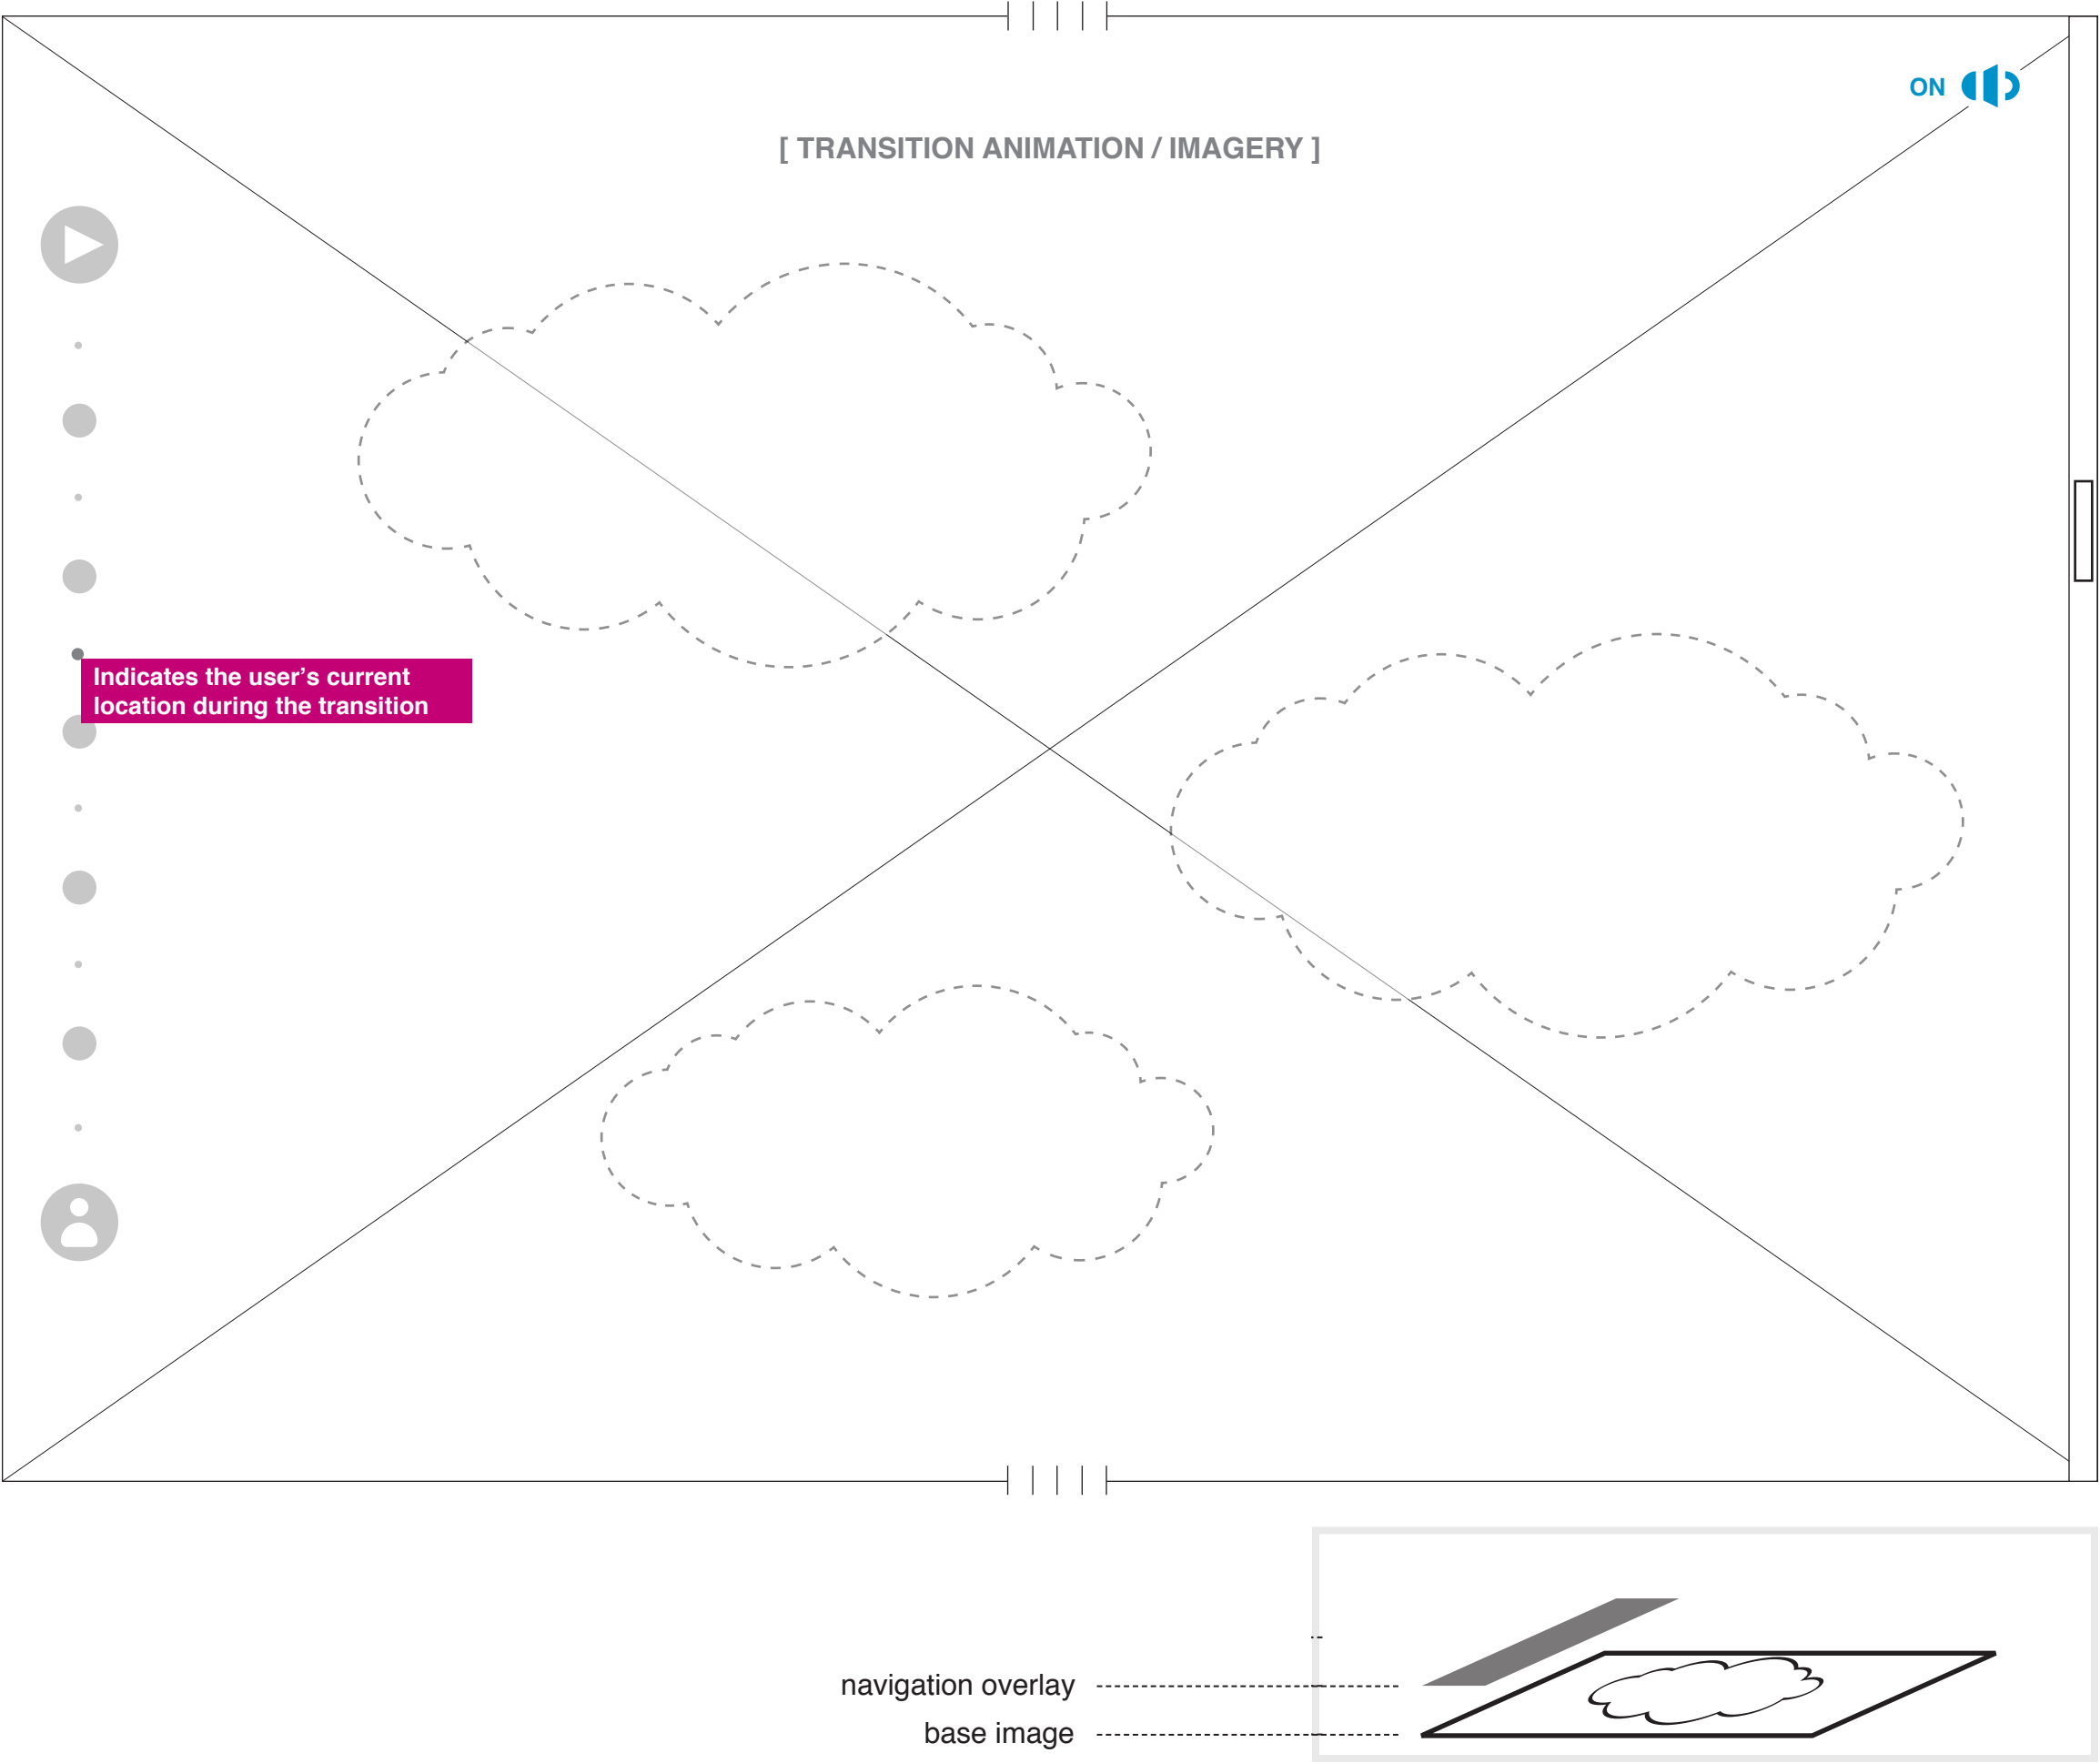 ON
[ TRANSITION ANIMATION / IMAGERY ]
Indicates the user’s current
location during the transition
navigation overlay
base image